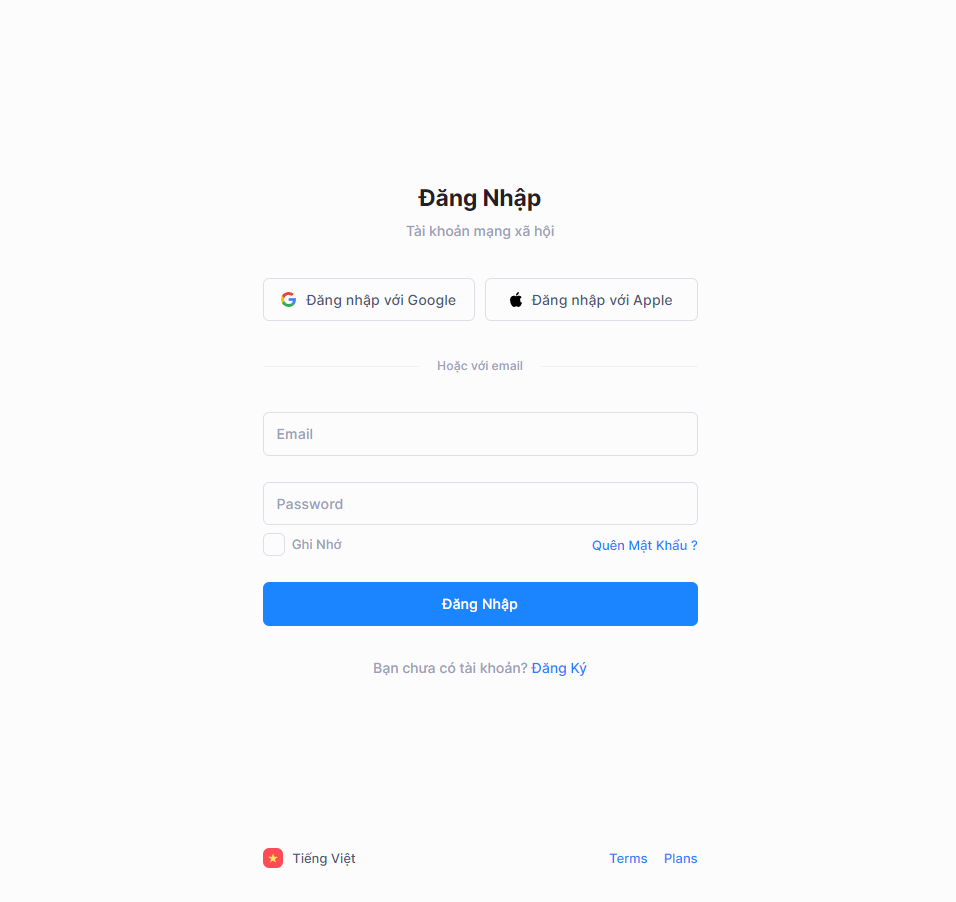 Đăng Nhập
Tài khoản mạng xã hội
Đăng nhập với Google
Đăng nhập với Apple
Hoặc với email
Email
Password
Ghi Nhớ
Quên Mật Khẩu ?
Đăng Nhập
Bạn chưa có tài khoản? Đăng Ký
Tiếng Việt
Terms
Plans